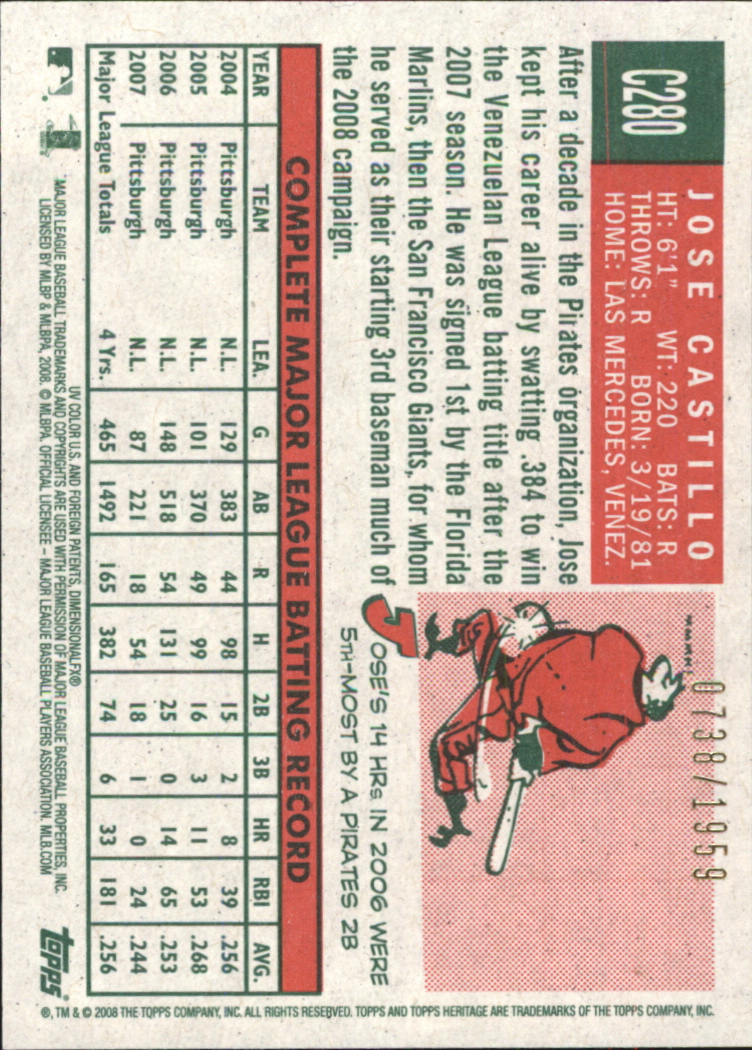 C280
JOSE CASTILLO
HT: 6'1" WT: 220 BATS: R
THROWS: R BORN: 3/19/81
HOME: LAS MERCEDES, VENEZ.
0738/1959
After a decade in the Pirates organization, Jose
kept his career alive by swatting .384 to win
the Venezuelan League batting title after the
2007 season. He was signed 1st by the Florida
Marlins, then the San Francisco Giants, for whom
he served as their starting 3rd baseman much of
the 2008 campaign.
JOSE'S 14 HRs IN 2006 WERE
5TH-MOST BY A PIRATES 2B
COMPLETE MAJOR LEAGUE BATTING RECORD
YEAR TEAM LEA. G AB R H 2B 3B HR RBI AVG.
2004 Pittsburgh N.L. 129 383 44 98 15 2 8 39 .256
2005 Pittsburgh N.L. 101 370 49 99 16 3 11 53 .268
2006 Pittsburgh N.L. 148 518 54 131 25 0 14 65 .253
2007 Pittsburgh N.L. 87 221 18 54 18 1 0 24 .244
Major League Totals 4 Yrs. 465 1492 165 382 74 6 33 181 .256
UV COLOR U.S. AND FOREIGN PATENTS, DIMENSIONALFX®
MAJOR LEAGUE BASEBALL TRADEMARKS AND COPYRIGHTS ARE USED WITH PERMISSION OF MAJOR LEAGUE BASEBALL PROPERTIES, INC.
LICENSED BY MLBP & MLBPA, 2008. © MLBPA. OFFICIAL LICENSEE – MAJOR LEAGUE BASEBALL PLAYERS ASSOCIATION. MLB.COM
Topps®
®, TM & © 2008 THE TOPPS COMPANY, INC. ALL RIGHTS RESERVED. TOPPS AND TOPPS HERITAGE ARE TRADEMARKS OF THE TOPPS COMPANY, INC.